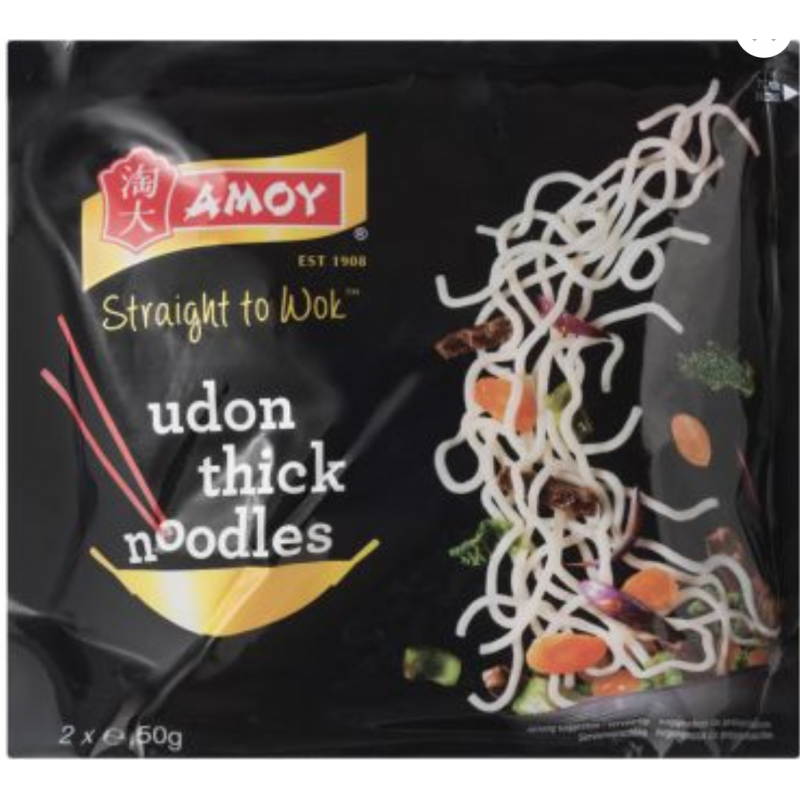 淘大
AMOY
®
EST 1908
Straight to Wok™
udon
thick
noodles
2 x ℮ 150g